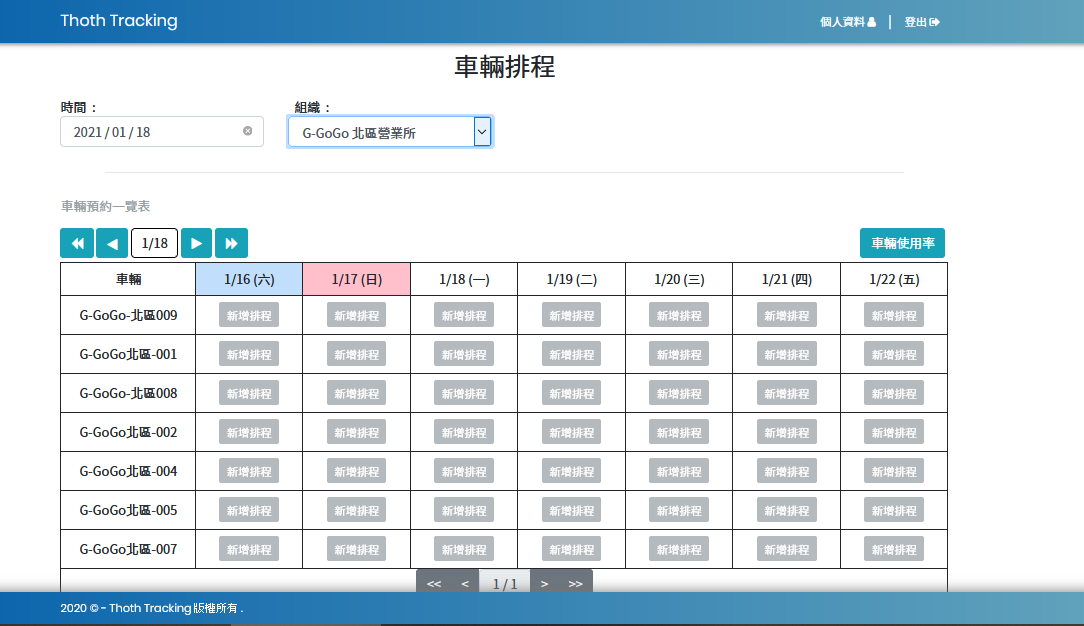 Thoth Tracking
個人資料 | 登出
車輛排程
時間： 組織：
2021 / 01 / 18 G-GoGo 北區營業所
車輛預約一覽表
1/18 車輛使用率
車輛 1/16 (六) 1/17 (日) 1/18 (一) 1/19 (二) 1/20 (三) 1/21 (四) 1/22 (五)
G-GoGo-北區009 新增排程 新增排程 新增排程 新增排程 新增排程 新增排程 新增排程
G-GoGo北區-001 新增排程 新增排程 新增排程 新增排程 新增排程 新增排程 新增排程
G-GoGo-北區008 新增排程 新增排程 新增排程 新增排程 新增排程 新增排程 新增排程
G-GoGo北區-002 新增排程 新增排程 新增排程 新增排程 新增排程 新增排程 新增排程
G-GoGo北區-004 新增排程 新增排程 新增排程 新增排程 新增排程 新增排程 新增排程
G-GoGo北區-005 新增排程 新增排程 新增排程 新增排程 新增排程 新增排程 新增排程
G-GoGo北區-007 新增排程 新增排程 新增排程 新增排程 新增排程 新增排程 新增排程
<< < 1 / 1 > >>
2020 © - Thoth Tracking 版權所有 .